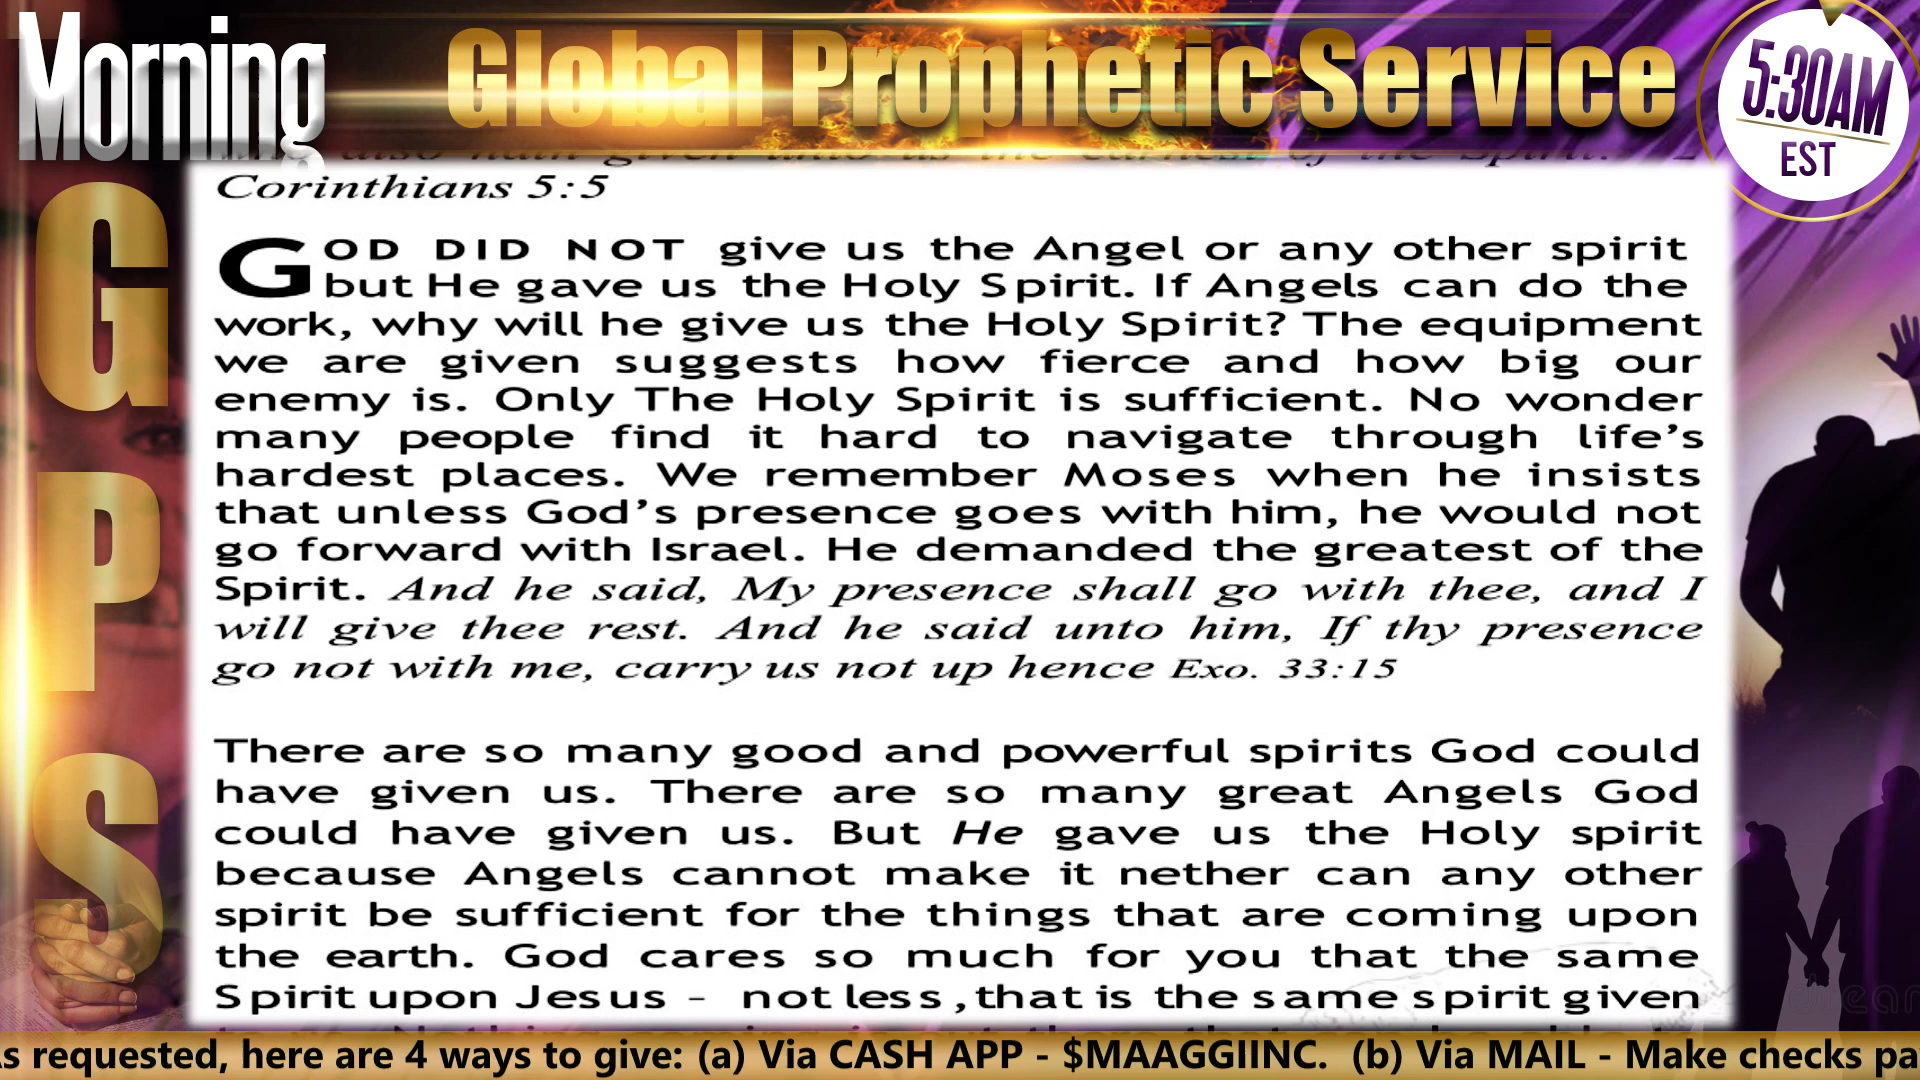 Morning Global Prophetic Service
5:30AM
EST
G
P
S
Corinthians 5:5
GOD DID NOT give us the Angel or any other spirit
but He gave us the Holy Spirit. If Angels can do the
work, why will he give us the Holy Spirit? The equipment
we are given suggests how fierce and how big our
enemy is. Only The Holy Spirit is sufficient. No wonder
many people find it hard to navigate through life's
hardest places. We remember Moses when he insists
that unless God's presence goes with him, he would not
go forward with Israel. He demanded the greatest of the
Spirit. And he said, My presence shall go with thee, and I
will give thee rest. And he said unto him, If thy presence
go not with me, carry us not up hence Exo. 33:15
There are so many good and powerful spirits God could
have given us. There are so many great Angels God
could have given us. But He gave us the Holy spirit
because Angels cannot make it nether can any other
spirit be sufficient for the things that are coming upon
the earth. God cares so much for you that the same
Spirit upon Jesus - not less, that is the same spirit given
s requested, here are 4 ways to give: (a) Via CASH APP - $MAAGGIINC. (b) Via MAIL - Make checks pa